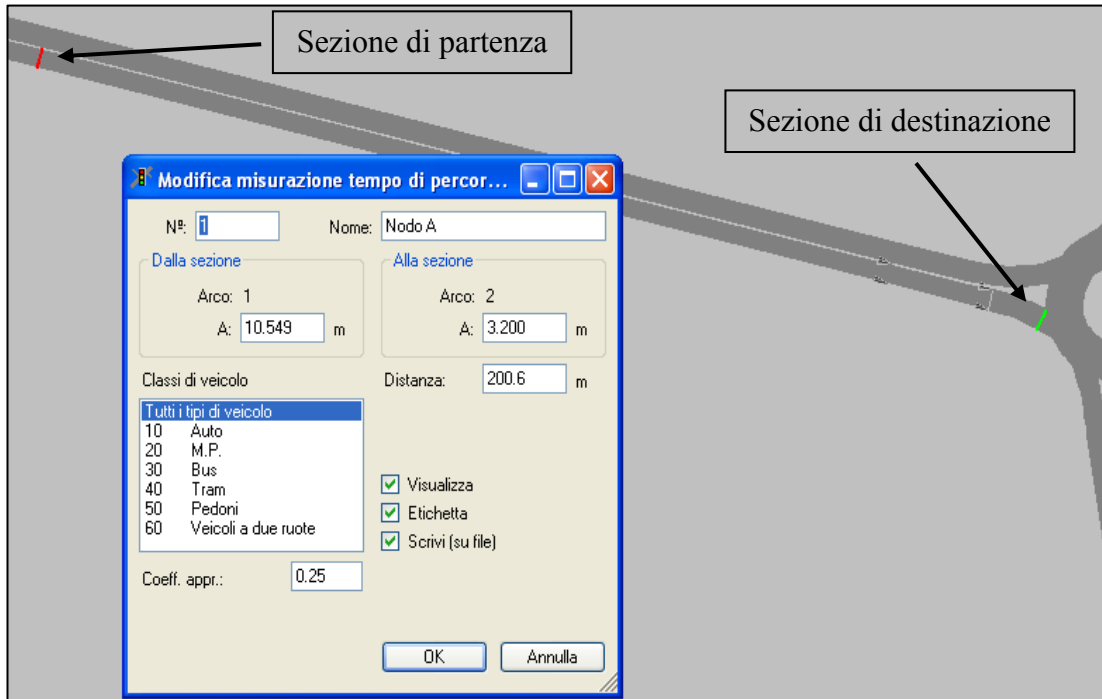 Sezione di partenza
Sezione di destinazione
Modifica misurazione tempo di percor...
Nº: 1 Nome: Nodo A
Dalla sezione Alla sezione
Arco: 1 Arco: 2
A: 10.549 m A: 3.200 m
Classi di veicolo Distanza: 200.6 m
Tutti i tipi di veicolo
10 Auto
20 M.P.
30 Bus
40 Tram
50 Pedoni
60 Veicoli a due ruote
Visualizza
Etichetta
Scrivi (su file)
Coeff. appr.: 0.25
OK Annulla